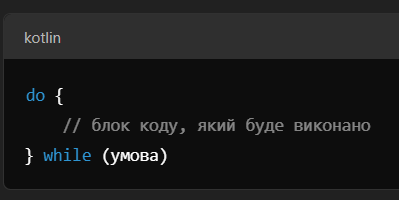 kotlin
do {
// блок коду, який буде виконано
} while (умова)